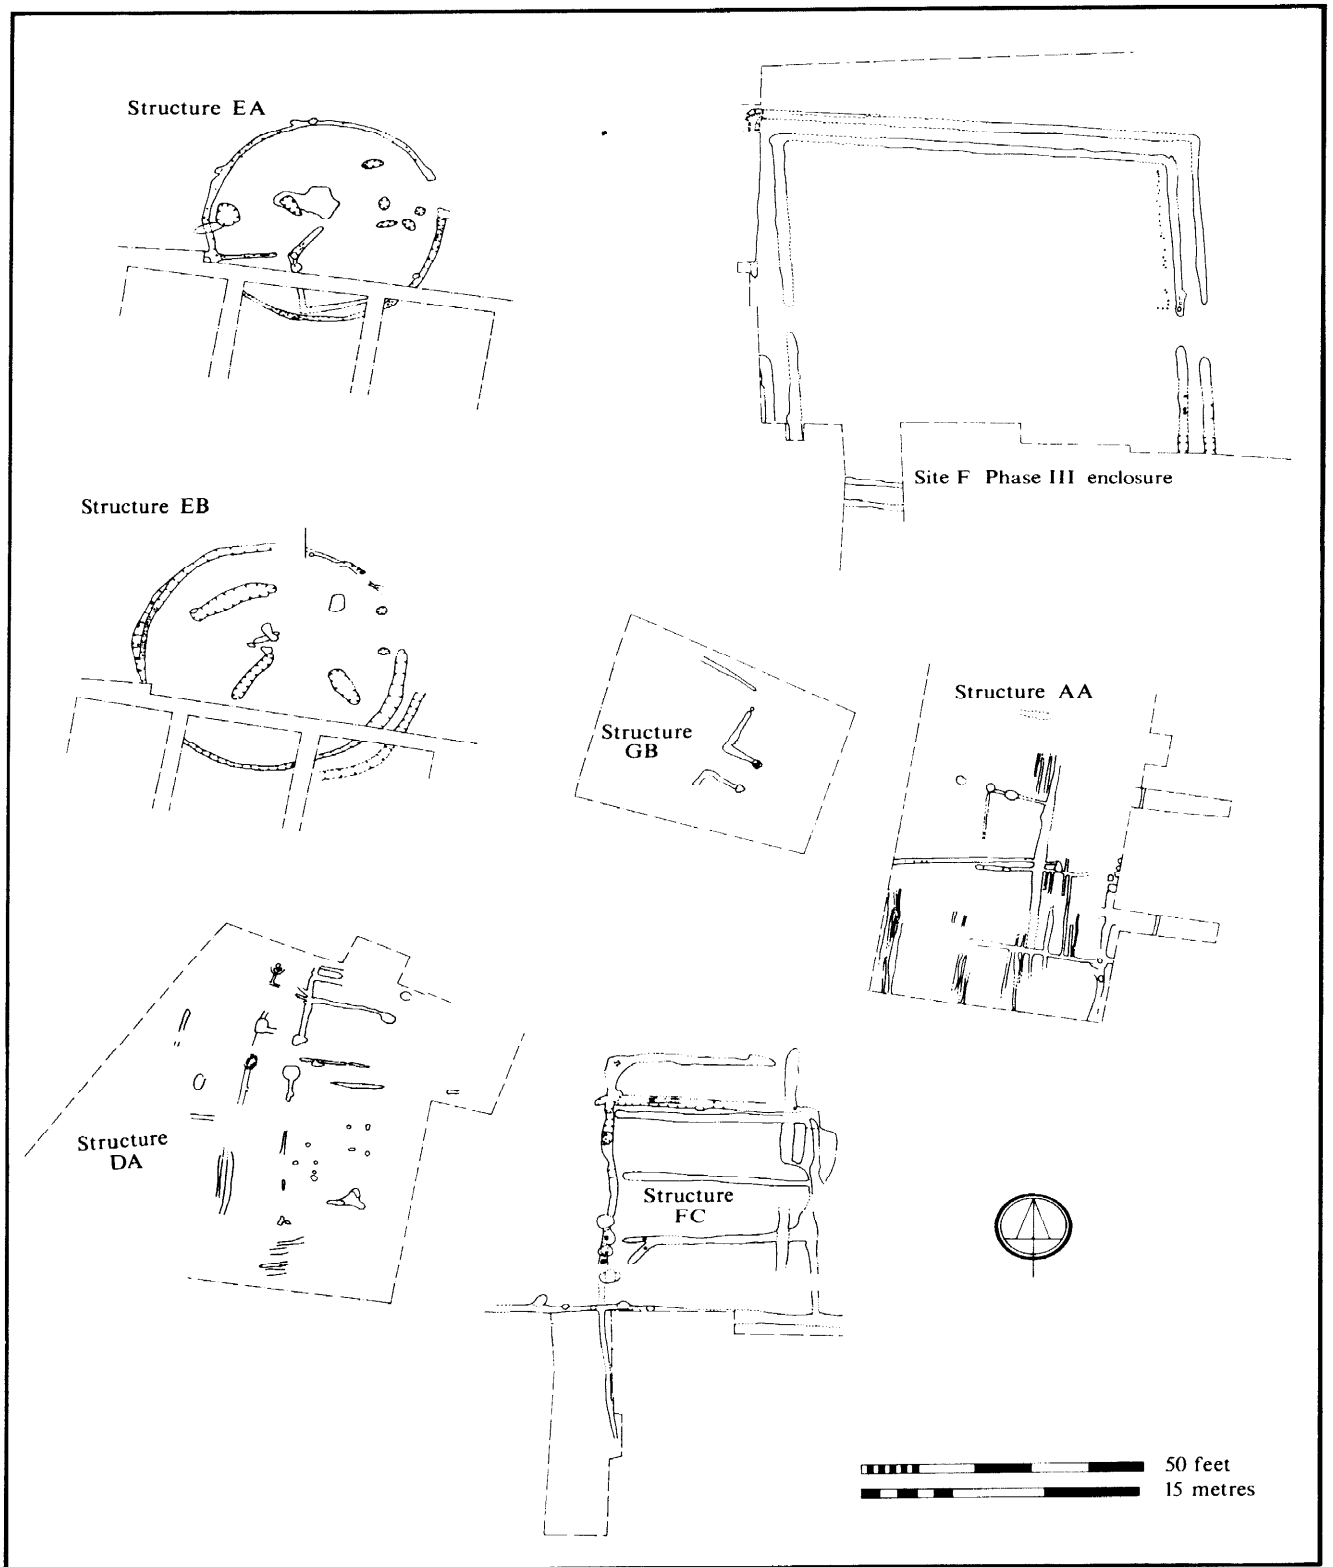 Structure EA
Site F Phase III enclosure
Structure EB
Structure AA
Structure
GB
Structure
DA
Structure
FC
50 feet
15 metres